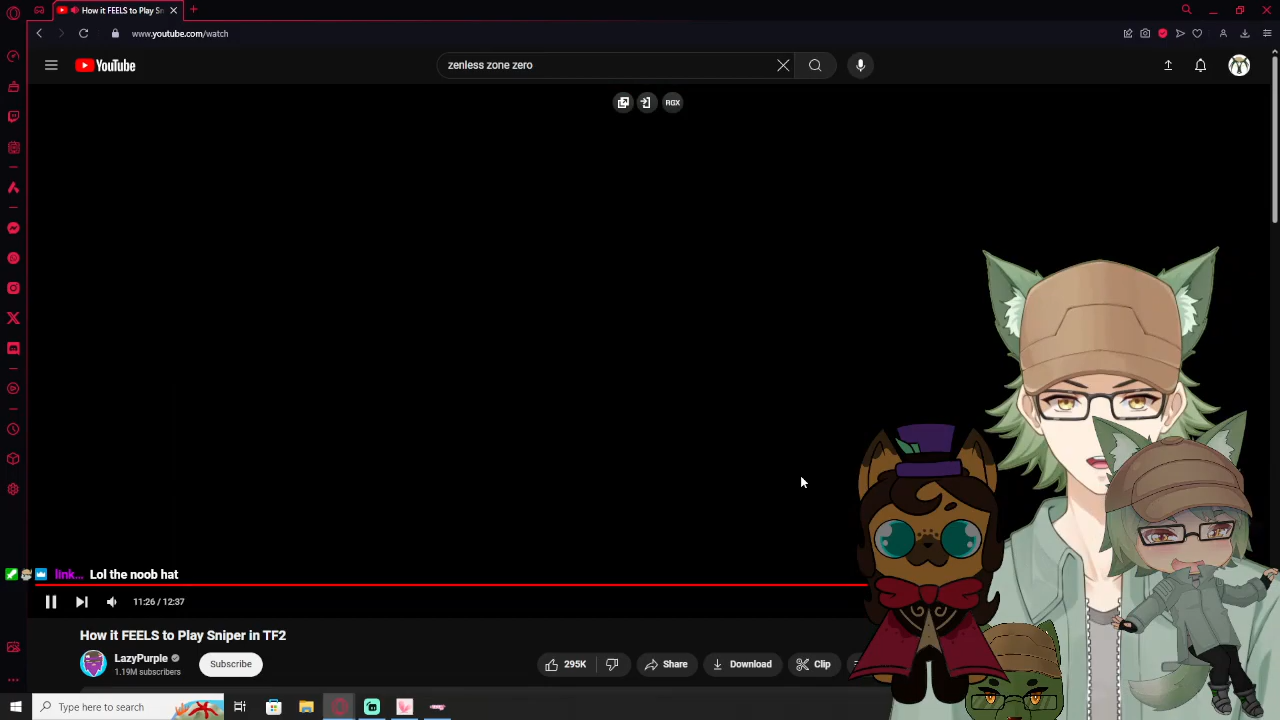 How it FEELS to Play Sn
www.youtube.com/watch
YouTube
zenless zone zero
RGX
link... Lol the noob hat
11:26 / 12:37
How it FEELS to Play Sniper in TF2
LazyPurple
1.19M subscribers
Subscribe
295K
Share
Download
Clip
Type here to search